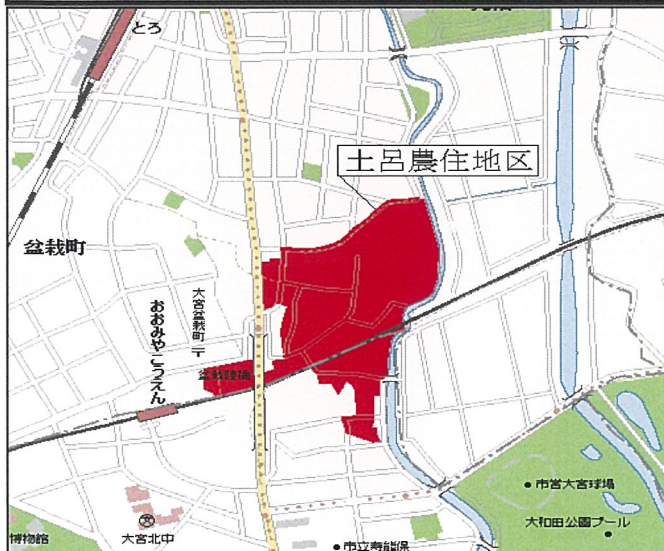 とろ
土呂農住地区
盆栽町
大宮盆栽町
〒
おおみやこうえん
盆栽陸橋
市営大宮球場
大和田公園プール
博物館
大宮北中
市立寿能保